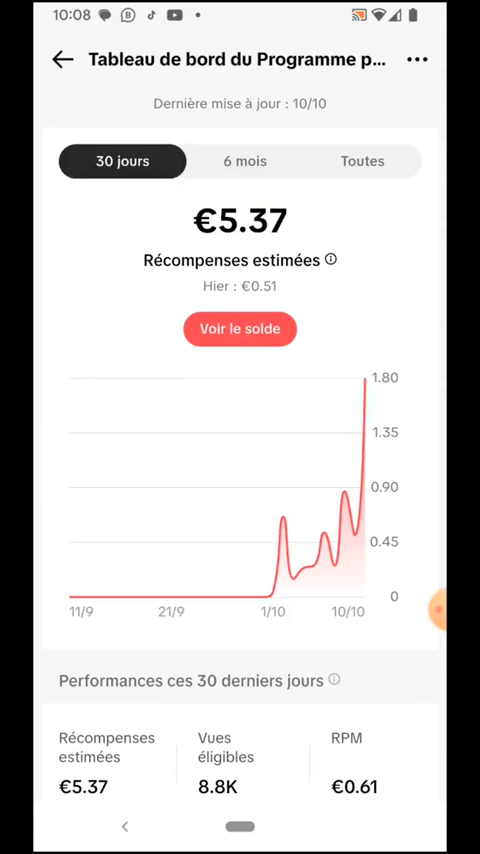 10:08
Tableau de bord du Programme p...
Dernière mise à jour : 10/10
30 jours 6 mois Toutes
€5.37
Récompenses estimées
Hier : €0.51
Voir le solde
1.80
1.35
0.90
0.45
0
11/9 21/9 1/10 10/10
Performances ces 30 derniers jours
Récompenses estimées Vues éligibles RPM
€5.37 8.8K €0.61